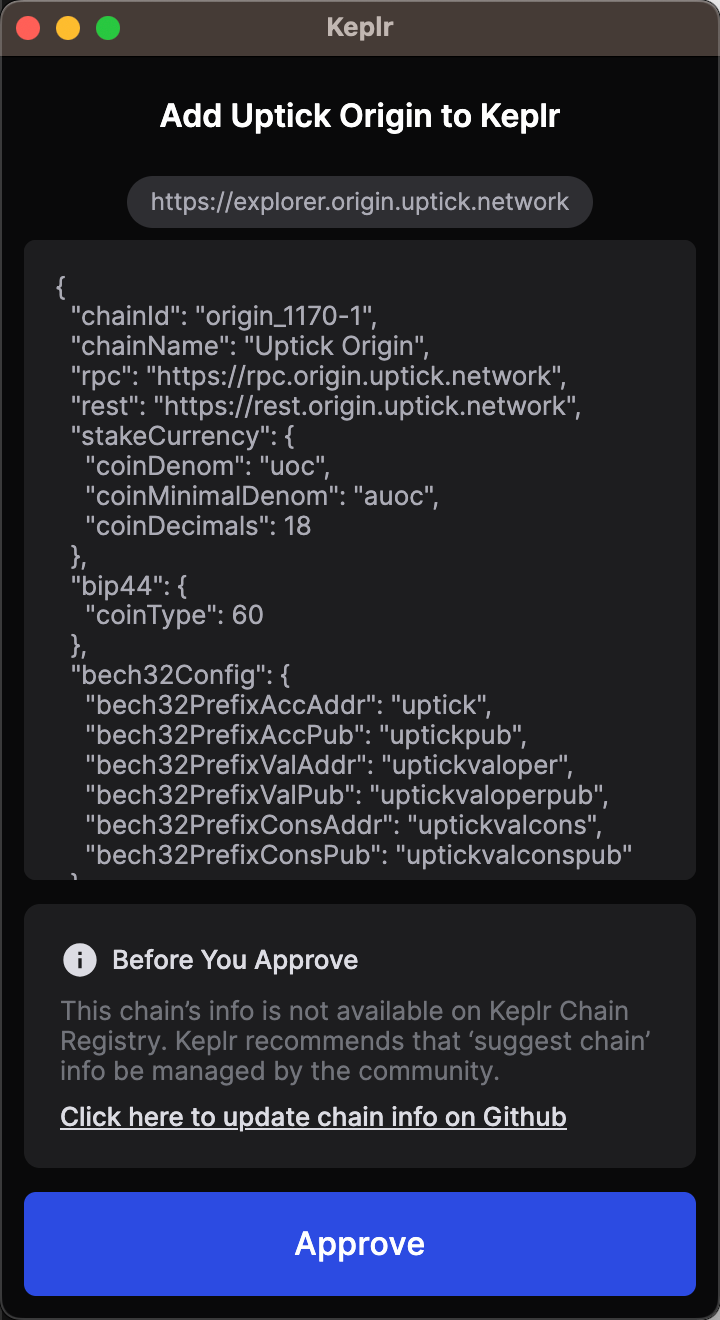 Keplr
Add Uptick Origin to Keplr
https://explorer.origin.uptick.network
{
"chainId": "origin_1170-1",
"chainName": "Uptick Origin",
"rpc": "https://rpc.origin.uptick.network",
"rest": "https://rest.origin.uptick.network",
"stakeCurrency": {
"coinDenom": "uoc",
"coinMinimalDenom": "auoc",
"coinDecimals": 18
},
"bip44": {
"coinType": 60
},
"bech32Config": {
"bech32PrefixAccAddr": "uptick",
"bech32PrefixAccPub": "uptickpub",
"bech32PrefixValAddr": "uptickvaloper",
"bech32PrefixValPub": "uptickvaloperpub",
"bech32PrefixConsAddr": "uptickvalcons",
"bech32PrefixConsPub": "uptickvalconspub"
Before You Approve
This chain’s info is not available on Keplr Chain
Registry. Keplr recommends that ‘suggest chain’
info be managed by the community.
Click here to update chain info on Github
Approve